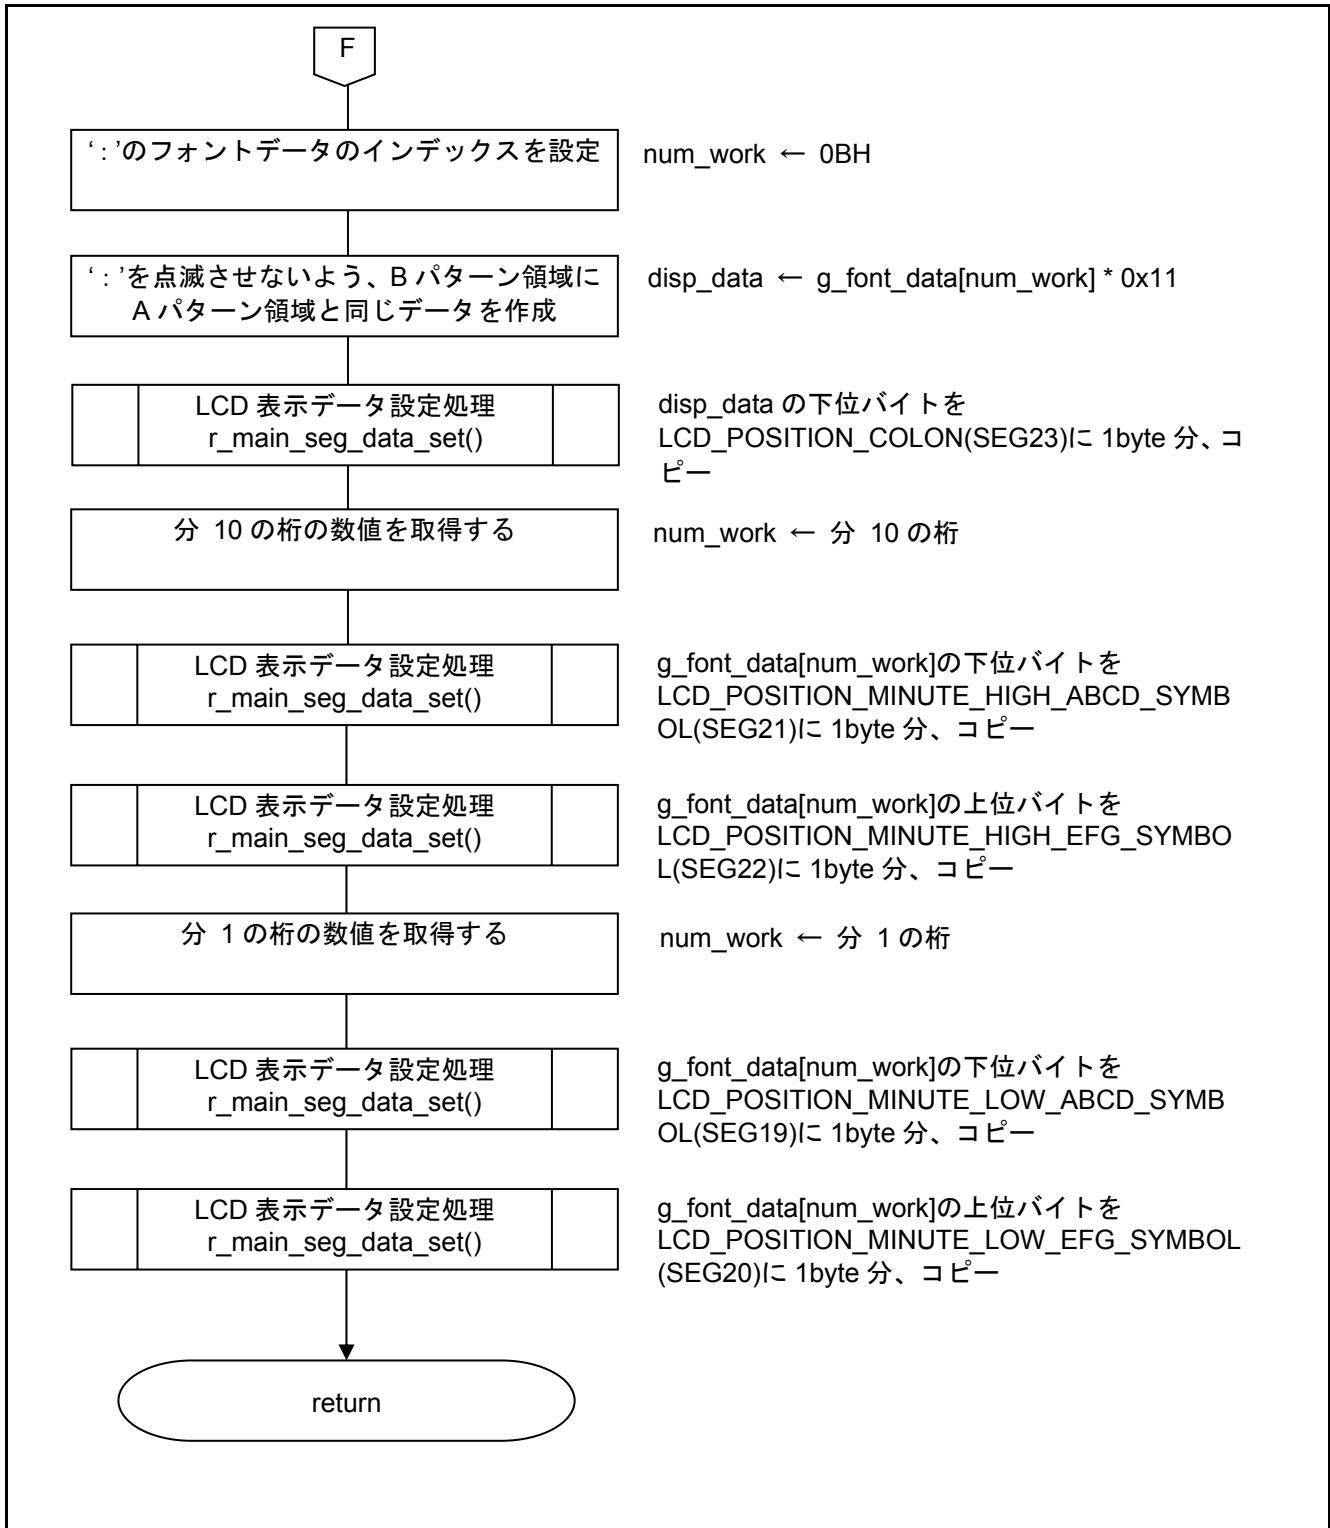 F
‘ : ’のフォントデータのインデックスを設定
num_work ← 0BH
‘ : ’を点滅させないよう、B パターン領域に
A パターン領域と同じデータを作成
disp_data ← g_font_data[num_work] * 0x11
LCD 表示データ設定処理
r_main_seg_data_set()
disp_data の下位バイトを
LCD_POSITION_COLON(SEG23)に 1byte 分、コ
ピー
分 10 の桁の数値を取得する
num_work ← 分 10 の桁
LCD 表示データ設定処理
r_main_seg_data_set()
g_font_data[num_work]の下位バイトを
LCD_POSITION_MINUTE_HIGH_ABCD_SYMB
OL(SEG21)に 1byte 分、コピー
LCD 表示データ設定処理
r_main_seg_data_set()
g_font_data[num_work]の上位バイトを
LCD_POSITION_MINUTE_HIGH_EFG_SYMBO
L(SEG22)に 1byte 分、コピー
分 1 の桁の数値を取得する
num_work ← 分 1 の桁
LCD 表示データ設定処理
r_main_seg_data_set()
g_font_data[num_work]の下位バイトを
LCD_POSITION_MINUTE_LOW_ABCD_SYMB
OL(SEG19)に 1byte 分、コピー
LCD 表示データ設定処理
r_main_seg_data_set()
g_font_data[num_work]の上位バイトを
LCD_POSITION_MINUTE_LOW_EFG_SYMBOL
(SEG20)に 1byte 分、コピー
return